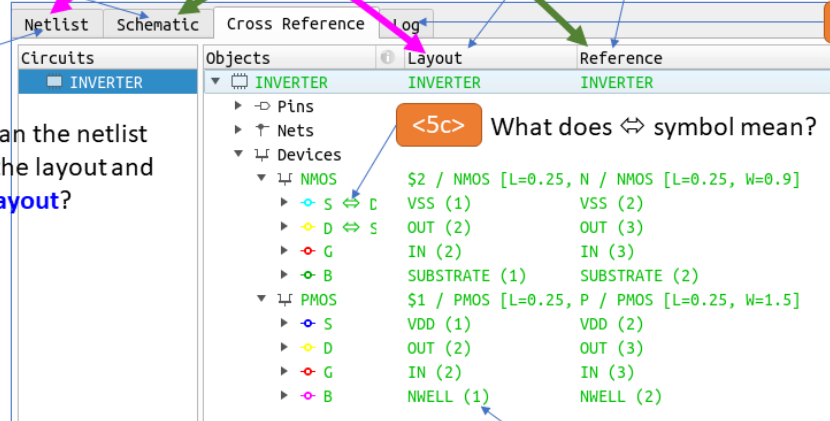 Netlist Schematic Cross Reference Log
Circuits Objects Layout Reference
INVERTER INVERTER INVERTER INVERTER
Pins
an the netlist <5c> What does ⇔ symbol mean?
Nets
the layout and Devices
NMOS $2 / NMOS [L=0.25, N / NMOS [L=0.25, W=0.9]
ayout? S ⇔ D VSS (1) VSS (2)
D ⇔ S OUT (2) OUT (3)
G IN (2) IN (3)
B SUBSTRATE (1) SUBSTRATE (2)
PMOS $1 / PMOS [L=0.25, P / PMOS [L=0.25, W=1.5]
S VDD (1) VDD (2)
D OUT (2) OUT (3)
G IN (2) IN (3)
B NWELL (1) NWELL (2)